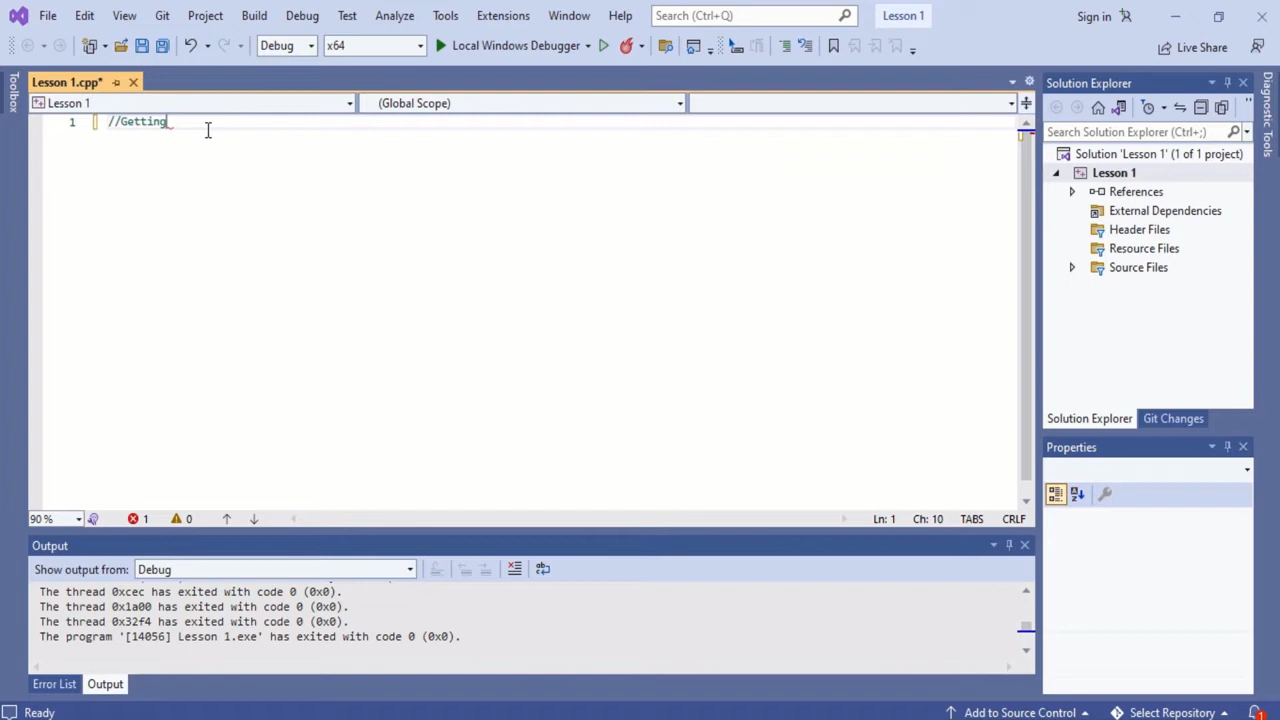 File Edit View Git Project Build Debug Test Analyze Tools Extensions Window Help Search (Ctrl+Q) Lesson 1 Sign in
Debug x64 Local Windows Debugger Live Share
Toolbox
Lesson 1.cpp*
Lesson 1 (Global Scope)
1 //Getting
90 % 1 0 Ln: 1 Ch: 10 TABS CRLF
Output
Show output from: Debug
The thread 0xcec has exited with code 0 (0x0).
The thread 0x1a00 has exited with code 0 (0x0).
The thread 0x32f4 has exited with code 0 (0x0).
The program '[14056] Lesson 1.exe' has exited with code 0 (0x0).
Error List Output
Solution Explorer
Search Solution Explorer (Ctrl+;)
Solution 'Lesson 1' (1 of 1 project)
Lesson 1
References
External Dependencies
Header Files
Resource Files
Source Files
Solution Explorer Git Changes
Properties
Diagnostic Tools
Ready Add to Source Control Select Repository 1